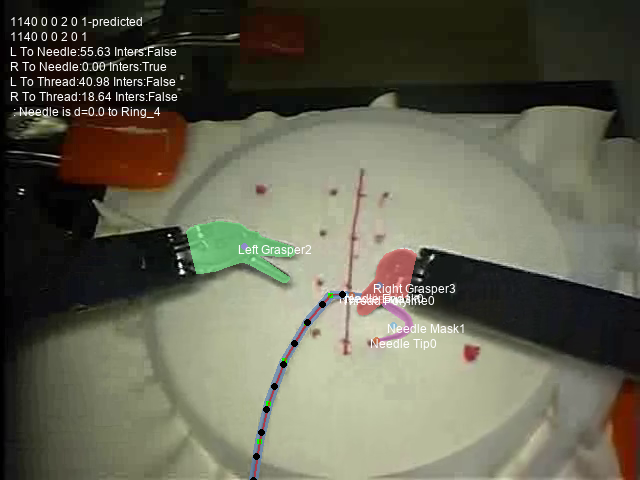 1140 0 0 2 0 1-predicted
1140 0 0 2 0 1
L To Needle:55.63 Inters:False
R To Needle:0.00 Inters:True
L To Thread:40.98 Inters:False
R To Thread:18.64 Inters:False
: Needle is d=0.0 to Ring_4
Left Grasper2
Right Grasper3
Thread Polyline0
Needle Mask1
Needle Tip0